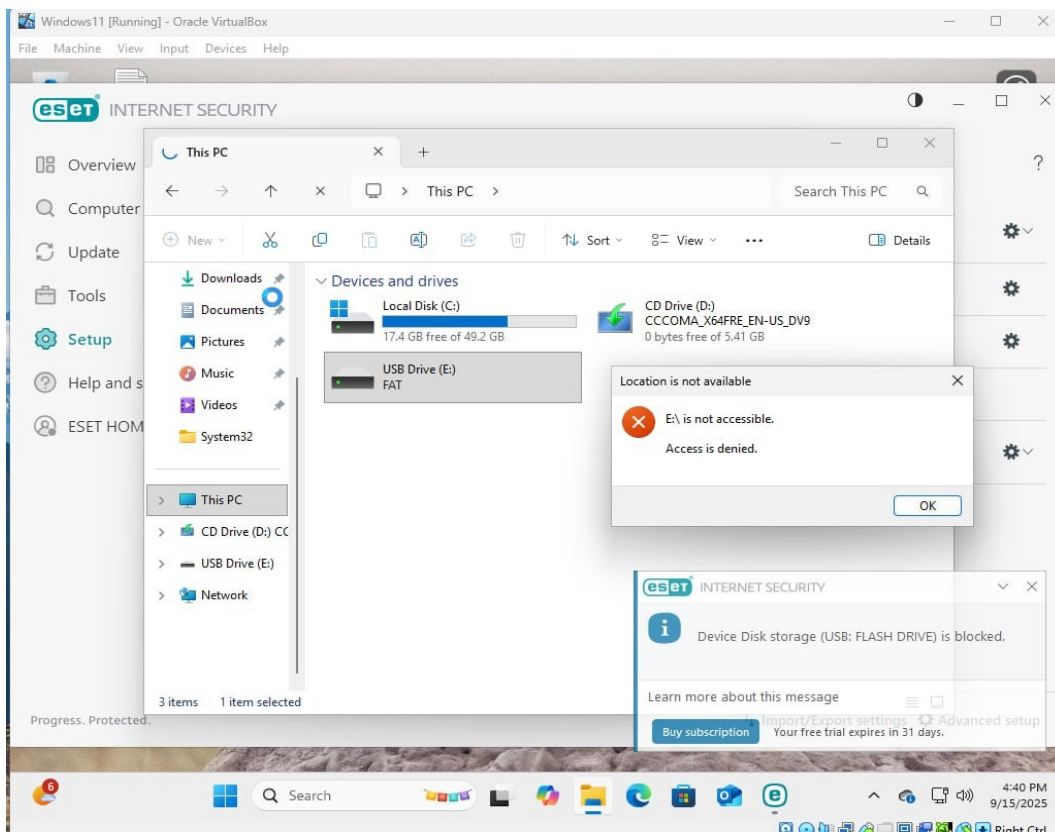 Windows11 [Running] - Oracle VirtualBox
File Machine View Input Devices Help
eset INTERNET SECURITY
This PC
This PC
Search This PC
New Sort View ... Details
Overview
Computer
Update
Tools
Setup
Help and s
ESET HOM
Downloads
Documents
Pictures
Music
Videos
System32
This PC
CD Drive (D:) CC
USB Drive (E:)
Network
Devices and drives
Local Disk (C:)
17.4 GB free of 49.2 GB
CD Drive (D:)
CCCOMA_X64FRE_EN-US_DV9
0 bytes free of 5.41 GB
USB Drive (E:)
FAT
Location is not available
E:\ is not accessible.
Access is denied.
OK
eset INTERNET SECURITY
Device Disk storage (USB: FLASH DRIVE) is blocked.
Learn more about this message
Buy subscription Your free trial expires in 31 days.
3 items 1 item selected
Progress. Protected.
Import/Export settings Advanced setup
6
Search
4:40 PM
9/15/2025
Right Ctrl